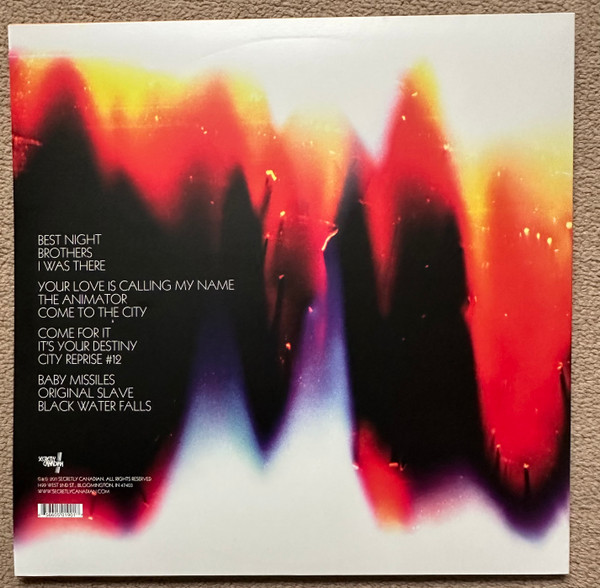 BEST NIGHT
BROTHERS
I WAS THERE
YOUR LOVE IS CALLING MY NAME
THE ANIMATOR
COME TO THE CITY
COME FOR IT
IT'S YOUR DESTINY
CITY REPRISE #12
BABY MISSILES
ORIGINAL SLAVE
BLACK WATER FALLS
SECRETLY
CANADIAN
℗ & © 2011 SECRETLY CANADIAN. ALL RIGHTS RESERVED
1499 WEST 2ND ST., BLOOMINGTON, IN 47403
WWW.SECRETLYCANADIAN.COM